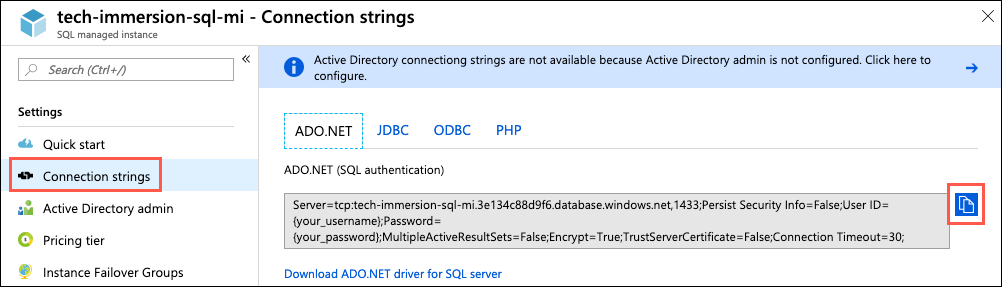 tech-immersion-sql-mi - Connection strings
SQL managed instance
Search (Ctrl+/)
Settings
Quick start
Connection strings
Active Directory admin
Pricing tier
Instance Failover Groups
Active Directory connectiong strings are not available because Active Directory admin is not configured. Click here to
configure.
ADO.NET
JDBC
ODBC
PHP
ADO.NET (SQL authentication)
Server=tcp:tech-immersion-sql-mi.3e134c88d9f6.database.windows.net,1433;Persist Security Info=False;User ID=
{your_username};Password=
{your_password};MultipleActiveResultSets=False;Encrypt=True;TrustServerCertificate=False;Connection Timeout=30;
Download ADO.NET driver for SQL server